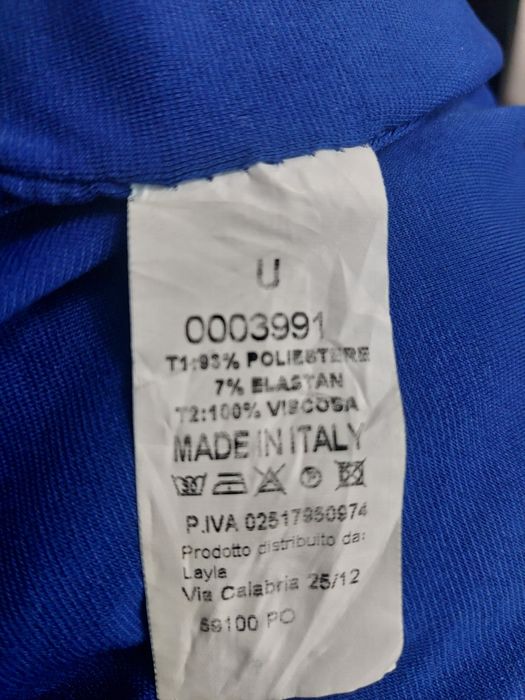 U
0003991
T1:93% POLIESTERE
7% ELASTAN
T2:100% VISCOSA
MADE IN ITALY
P.IVA 02517950974
Prodotto distribuito da:
Layla
Via Calabria 25/12
59100 PO